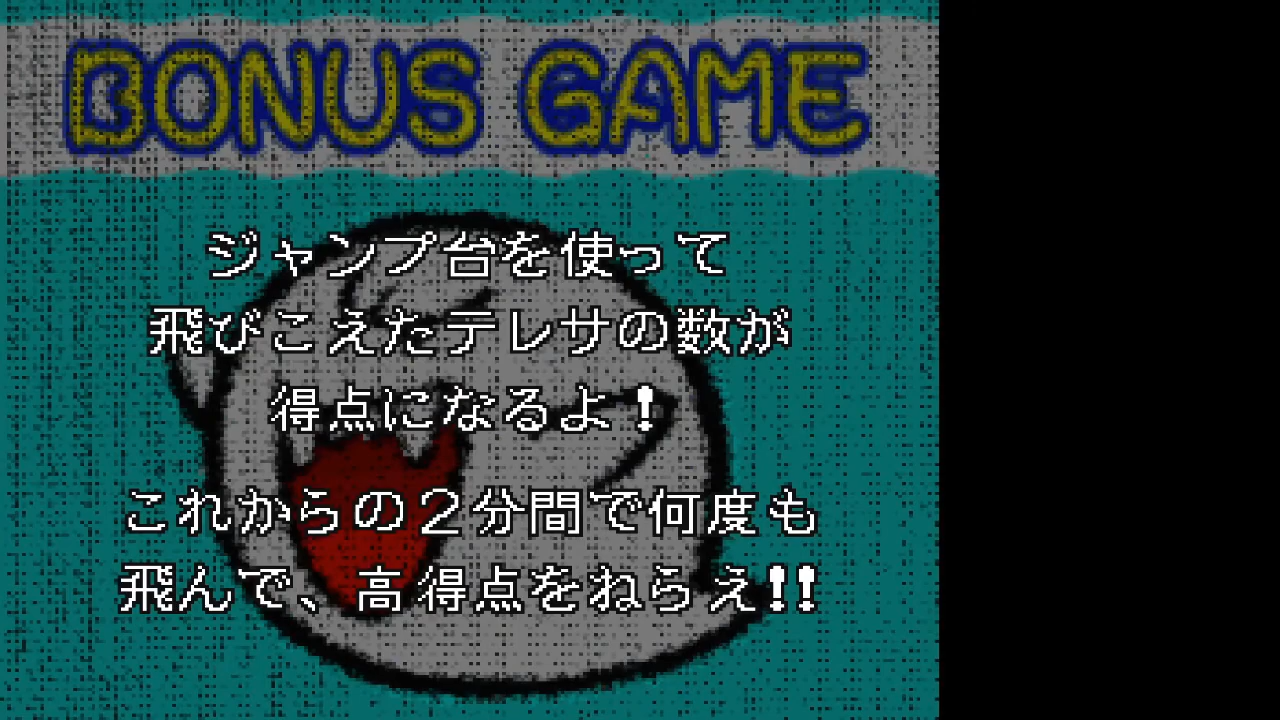 BONUS GAME
ジャンプ台を使って
飛びこえたテレサの数が
得点になるよ！
これからの２分間で何度も
飛んで、高得点をねらえ!!